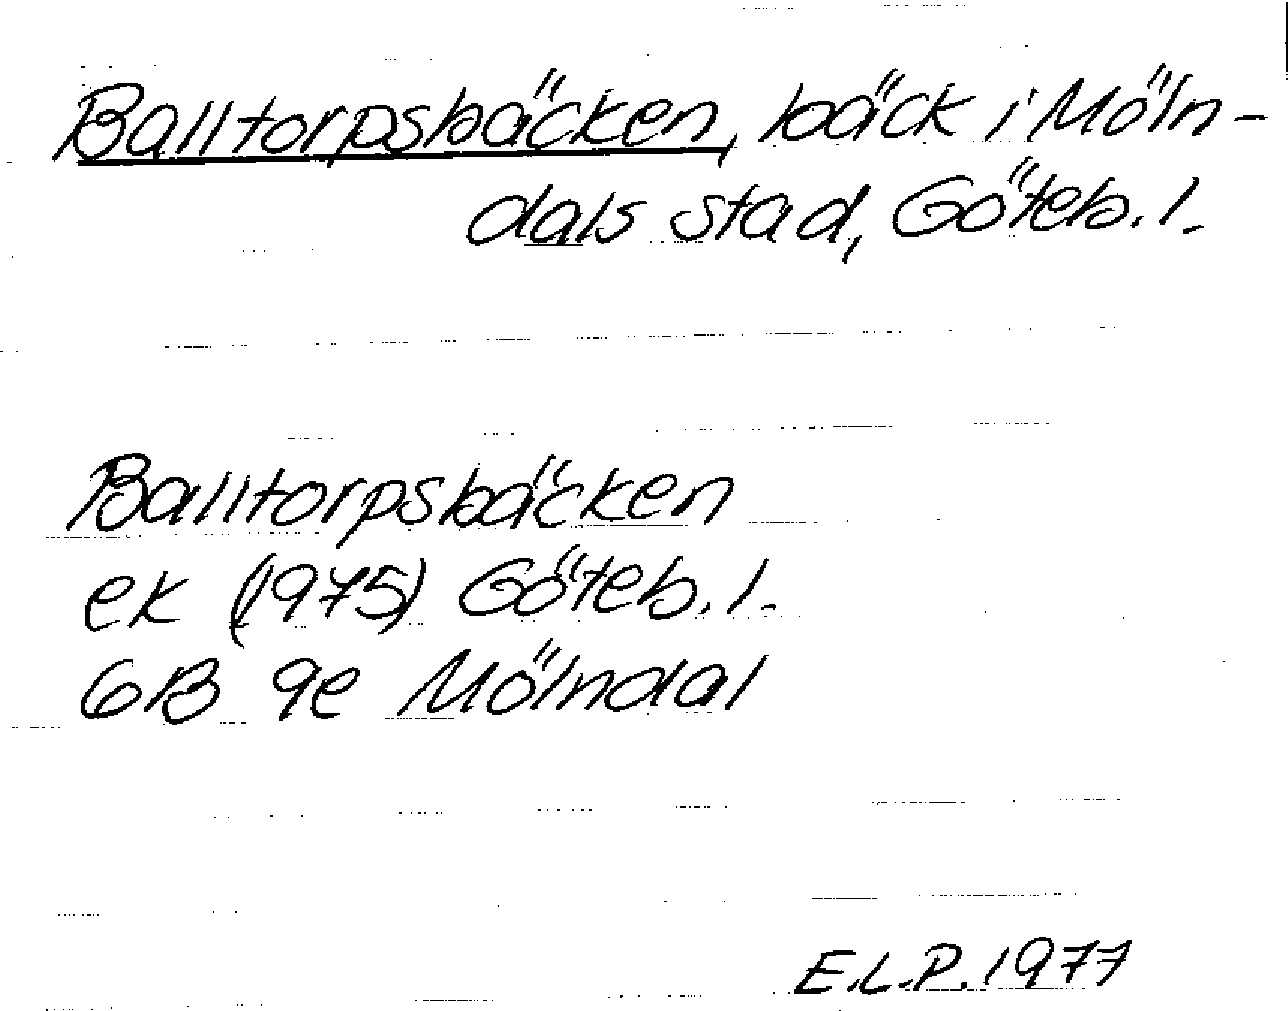 Balltorpsbäcken, bäck i Möln-
dals stad, Göteb. l.
Balltorpsbäcken
ek (1975) Göteb. l.
6B 9e Mölndal
E.L.P. 1977